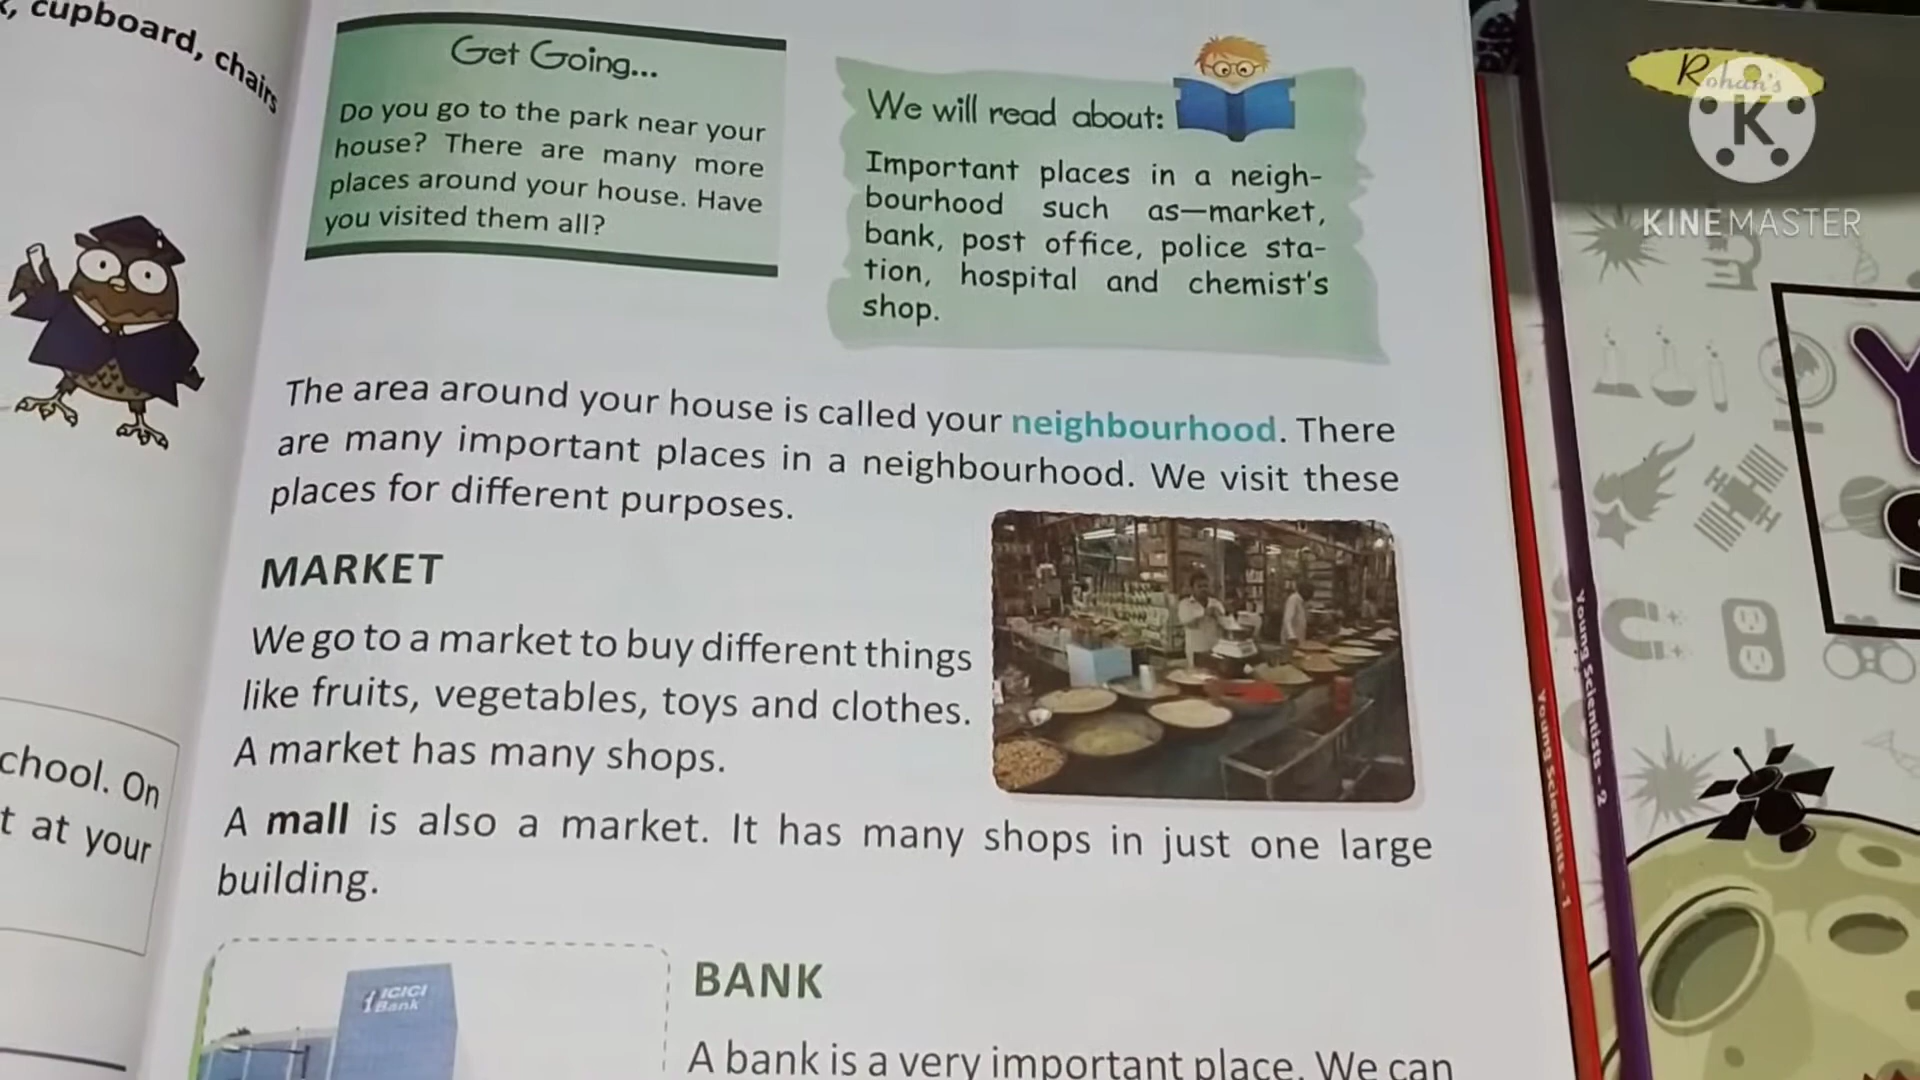 , cupboard, chairs
Get Going...
Do you go to the park near your
house? There are many more
places around your house. Have
you visited them all?
We will read about:
Important places in a neigh-
bourhood such as—market,
bank, post office, police sta-
tion, hospital and chemist's
shop.
The area around your house is called your neighbourhood. There
are many important places in a neighbourhood. We visit these
places for different purposes.
MARKET
We go to a market to buy different things
like fruits, vegetables, toys and clothes.
A market has many shops.
A mall is also a market. It has many shops in just one large
building.
ICICI
Bank
BANK
A bank is a very important place. We can
chool. On
t at your
Rohan's
K
KINEMASTER
Y
Young Scientists - 2
Young Scientists - 1